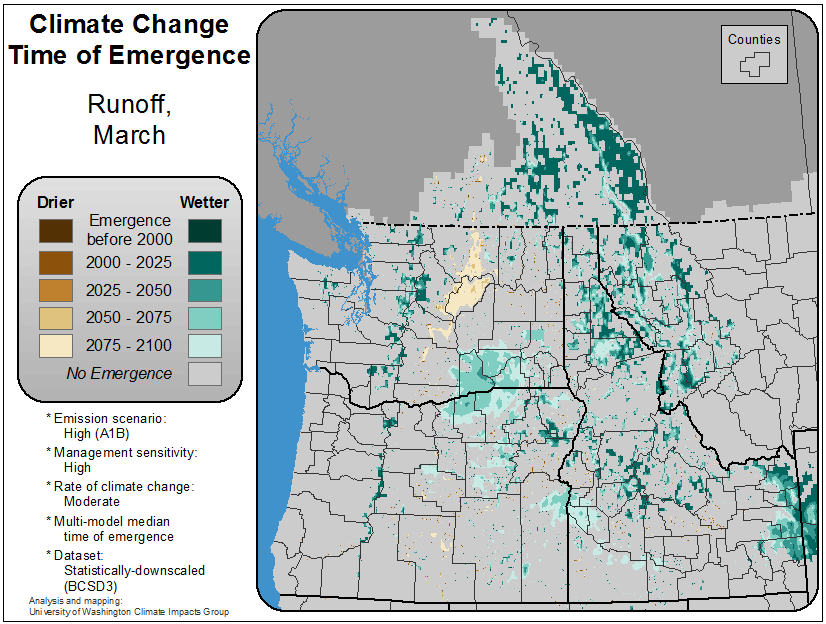 Climate Change
Time of Emergence
Runoff,
March
Counties
Drier
Wetter
Emergence
before 2000
2000 - 2025
2025 - 2050
2050 - 2075
2075 - 2100
No Emergence
* Emission scenario:
High (A1B)
* Management sensitivity:
High
* Rate of climate change:
Moderate
* Multi-model median
time of emergence
* Dataset:
Statistically-downscaled
(BCSD3)
Analysis and mapping:
University of Washington Climate Impacts Group